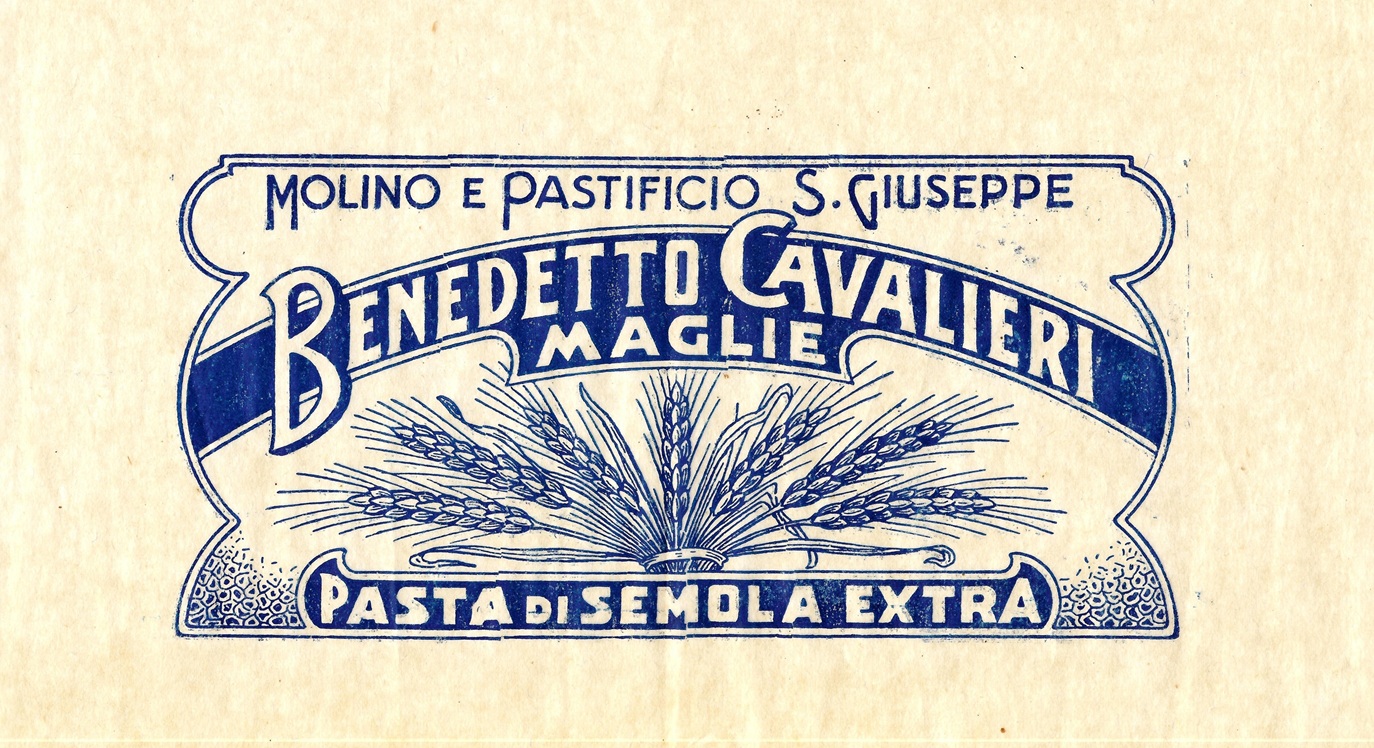 MOLINO E PASTIFICIO S. GIUSEPPE
BENEDETTO CAVALIERI
MAGLIE
PASTA DI SEMOLA EXTRA